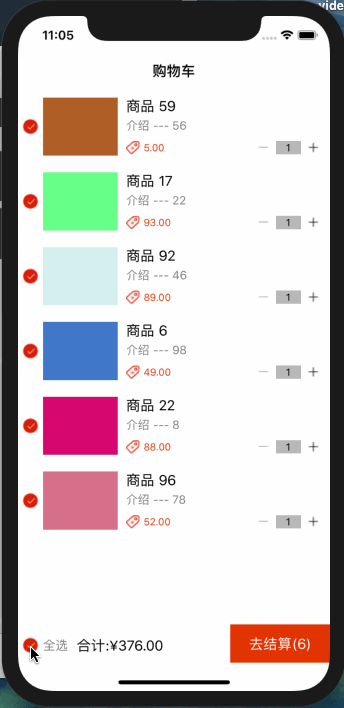 vide
11:05
购物车
商品 59
介绍 --- 56
5.00
1
商品 17
介绍 --- 22
93.00
1
商品 92
介绍 --- 46
89.00
1
商品 6
介绍 --- 98
49.00
1
商品 22
介绍 --- 8
88.00
1
商品 96
介绍 --- 78
52.00
1
全选 合计:¥376.00 去结算(6)